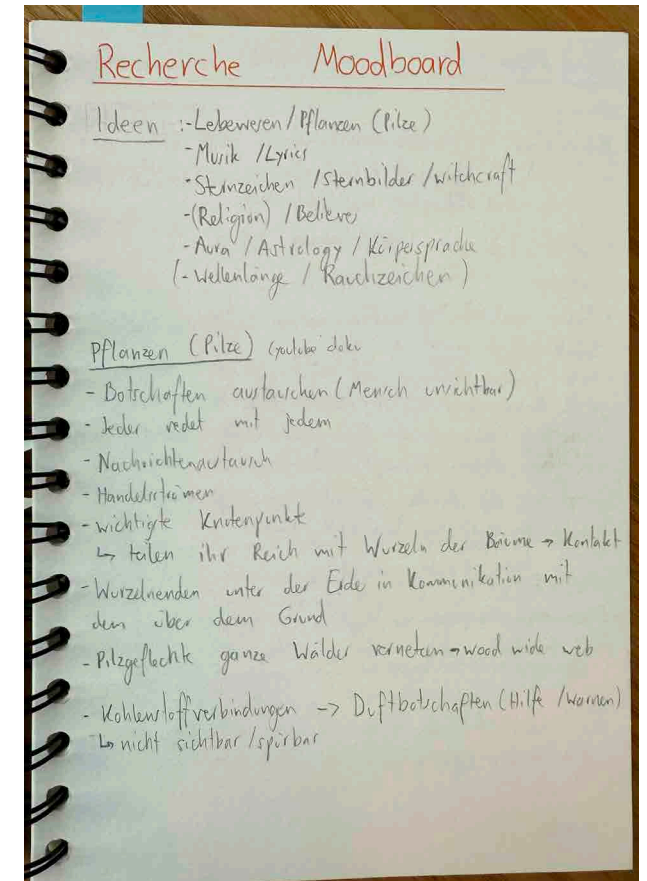 Recherche Moodboard
Ideen :- Lebewesen / Pflanzen (Pilze)
- Musik / Lyrics
- Sternzeichen / Sternbilder / witchcraft
- (Religion) / Believe
- Aura / Astrology / Körpersprache
(- Wellenlänge / Rauchzeichen )
Pflanzen (Pilze) (youtube doku
- Botschaften austauschen ( Mensch unsichtbar )
- Jeder redet mit jedem
- Nachrichtenaustausch
- Handelsströmen
- wichtigte Knotenpunkte
↳ teilen ihr Reich mit Wurzeln der Bäume → Kontakt
- Wurzelnenden unter der Erde in Kommunikation mit
den über dem Grund
- Pilzgeflechte ganze Wälder vernetzen → wood wide web
- Kohlenstoffverbindungen -> Duftbotschaften ( Hilfe / Warnen )
↳ nicht sichtbar / spürbar